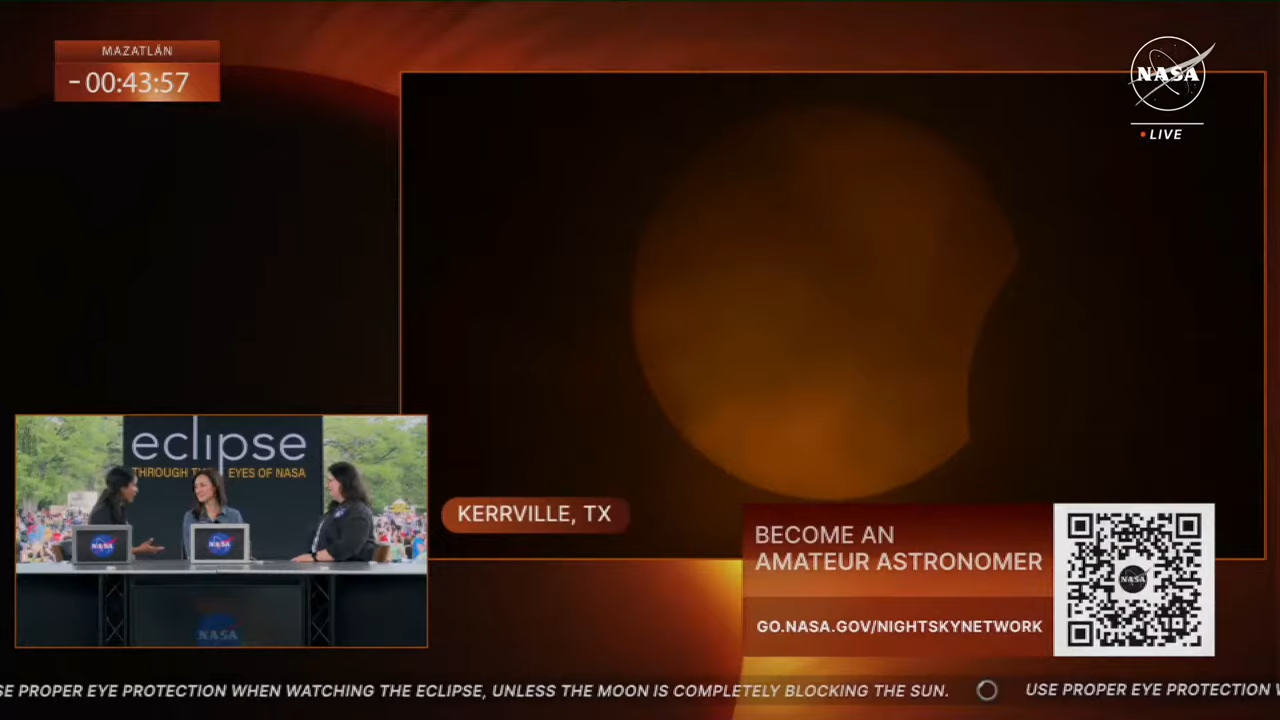 MAZATLÁN
-00:43:57
NASA
LIVE
eclipse
THROUGH THE EYES OF NASA
NASA
NASA
NASA
KERRVILLE, TX
BECOME AN
AMATEUR ASTRONOMER
GO.NASA.GOV/NIGHTSKYNETWORK
NASA
SE PROPER EYE PROTECTION WHEN WATCHING THE ECLIPSE, UNLESS THE MOON IS COMPLETELY BLOCKING THE SUN. USE PROPER EYE PROTECTION W